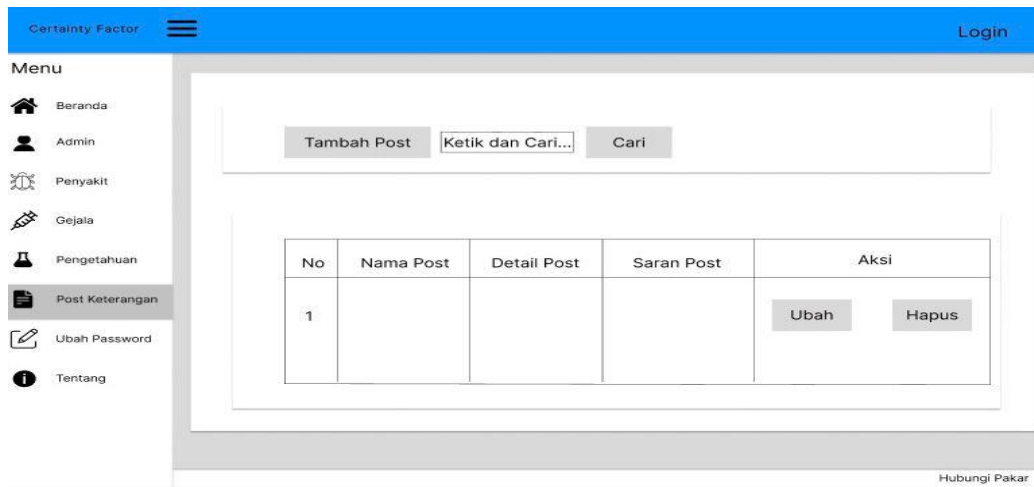 Certainty Factor
Login
Menu
Beranda
Admin
Penyakit
Gejala
Pengetahuan
Post Keterangan
Ubah Password
Tentang
Tambah Post Ketik dan Cari... Cari
No Nama Post Detail Post Saran Post Aksi
1 Ubah Hapus
Hubungi Pakar